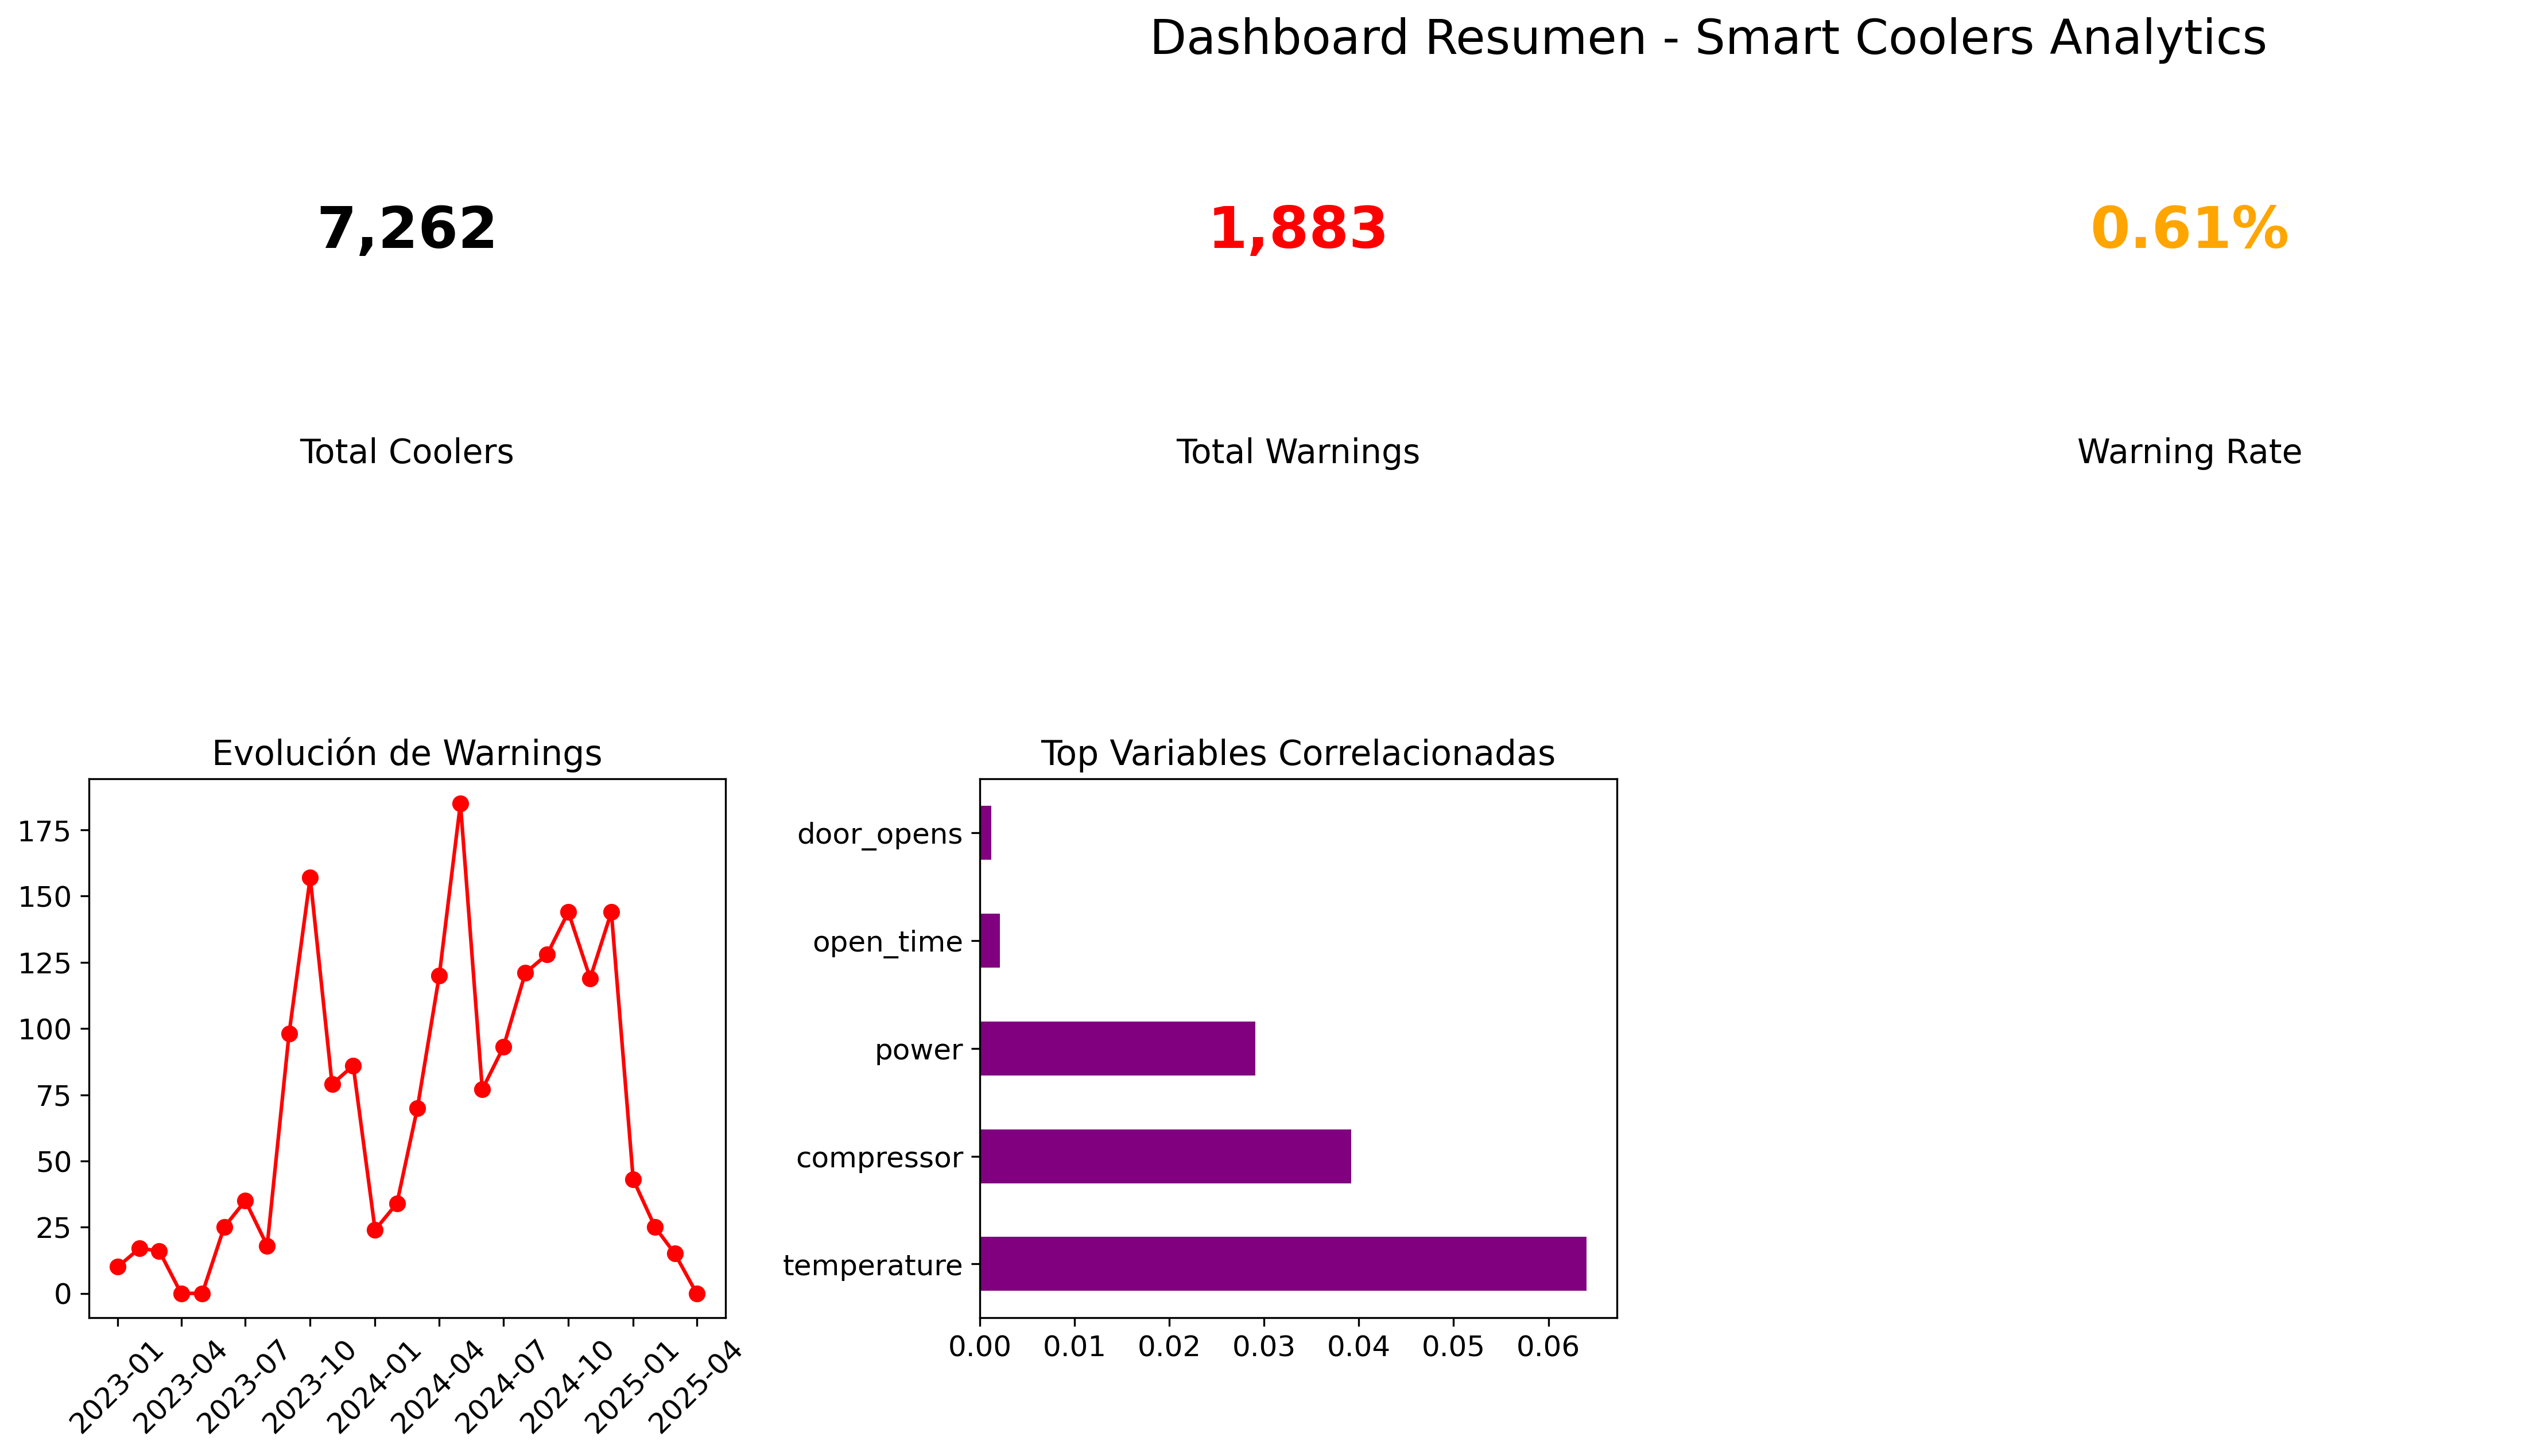 Dashboard Resumen - Smart Coolers Analytics
7,262
1,883
0.61%
Total Coolers
Total Warnings
Warning Rate
Evolución de Warnings
175
150
125
100
75
50
25
0
2023-01
2023-04
2023-07
2023-10
2024-01
2024-04
2024-07
2024-10
2025-01
2025-04
Top Variables Correlacionadas
door_opens
open_time
power
compressor
temperature
0.00
0.01
0.02
0.03
0.04
0.05
0.06